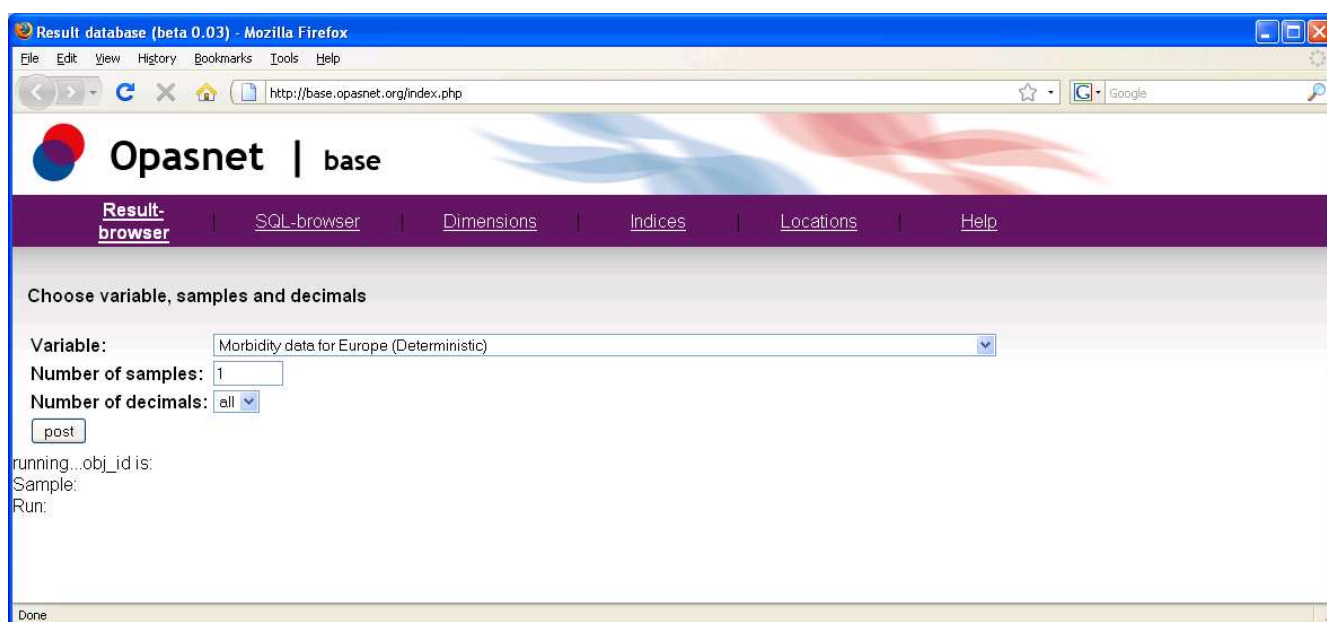 Result database (beta 0.03) - Mozilla Firefox
File Edit View History Bookmarks Tools Help
http://base.opasnet.org/index.php
G Google
Opasnet | base
Result-browser | SQL-browser | Dimensions | Indices | Locations | Help
Choose variable, samples and decimals
Variable: Morbidity data for Europe (Deterministic)
Number of samples: 1
Number of decimals: all
post
running...obj_id is:
Sample:
Run:
Done